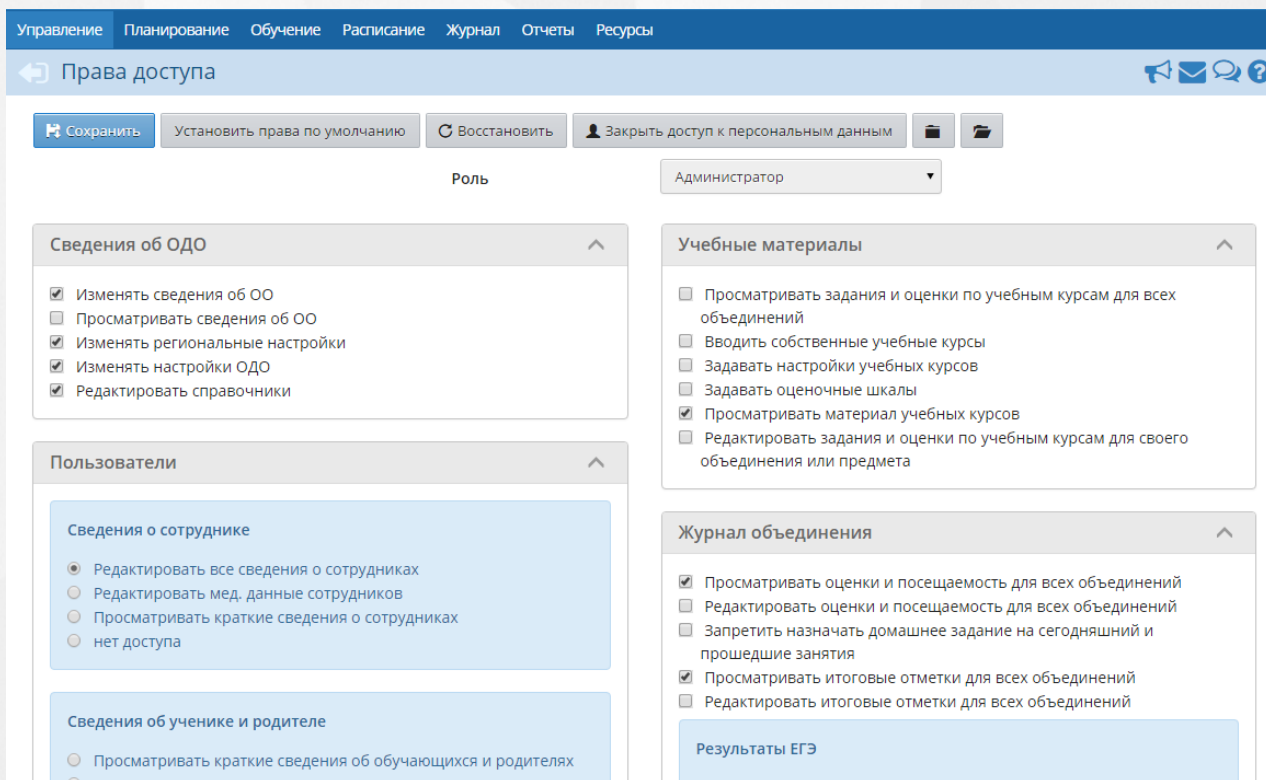 Управление Планирование Обучение Расписание Журнал Отчеты Ресурсы
Права доступа
Сохранить Установить права по умолчанию Восстановить Закрыть доступ к персональным данным
Роль Администратор
Сведения об ОДО
Изменять сведения об ОО
Просматривать сведения об ОО
Изменять региональные настройки
Изменять настройки ОДО
Редактировать справочники
Пользователи
Сведения о сотруднике
Редактировать все сведения о сотрудниках
Редактировать мед. данные сотрудников
Просматривать краткие сведения о сотрудниках
нет доступа
Сведения об ученике и родителе
Просматривать краткие сведения об обучающихся и родителях
Учебные материалы
Просматривать задания и оценки по учебным курсам для всех
объединений
Вводить собственные учебные курсы
Задавать настройки учебных курсов
Задавать оценочные шкалы
Просматривать материал учебных курсов
Редактировать задания и оценки по учебным курсам для своего
объединения или предмета
Журнал объединения
Просматривать оценки и посещаемость для всех объединений
Редактировать оценки и посещаемость для всех объединений
Запретить назначать домашнее задание на сегодняшний и
прошедшие занятия
Просматривать итоговые отметки для всех объединений
Редактировать итоговые отметки для всех объединений
Результаты ЕГЭ